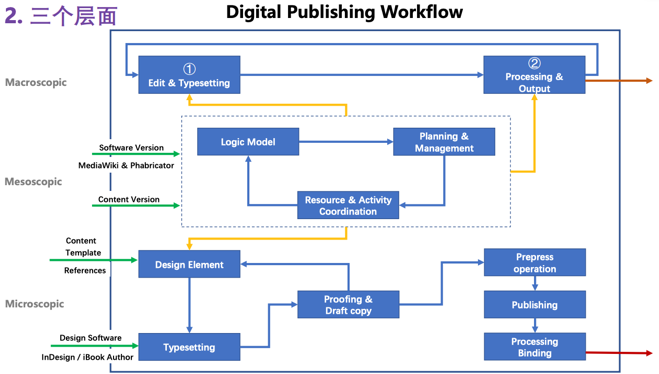 2. 三个层面
Digital Publishing Workflow
Macroscopic
①
Edit & Typesetting
②
Processing &
Output
Mesoscopic
Software Version
MediaWiki & Phabricator
Content Version
Logic Model
Planning &
Management
Resource & Activity
Coordination
Microscopic
Content
Template
References
Design Element
Proofing &
Draft copy
Prepress
operation
Publishing
Design Software
InDesign / iBook Author
Typesetting
Processing
Binding